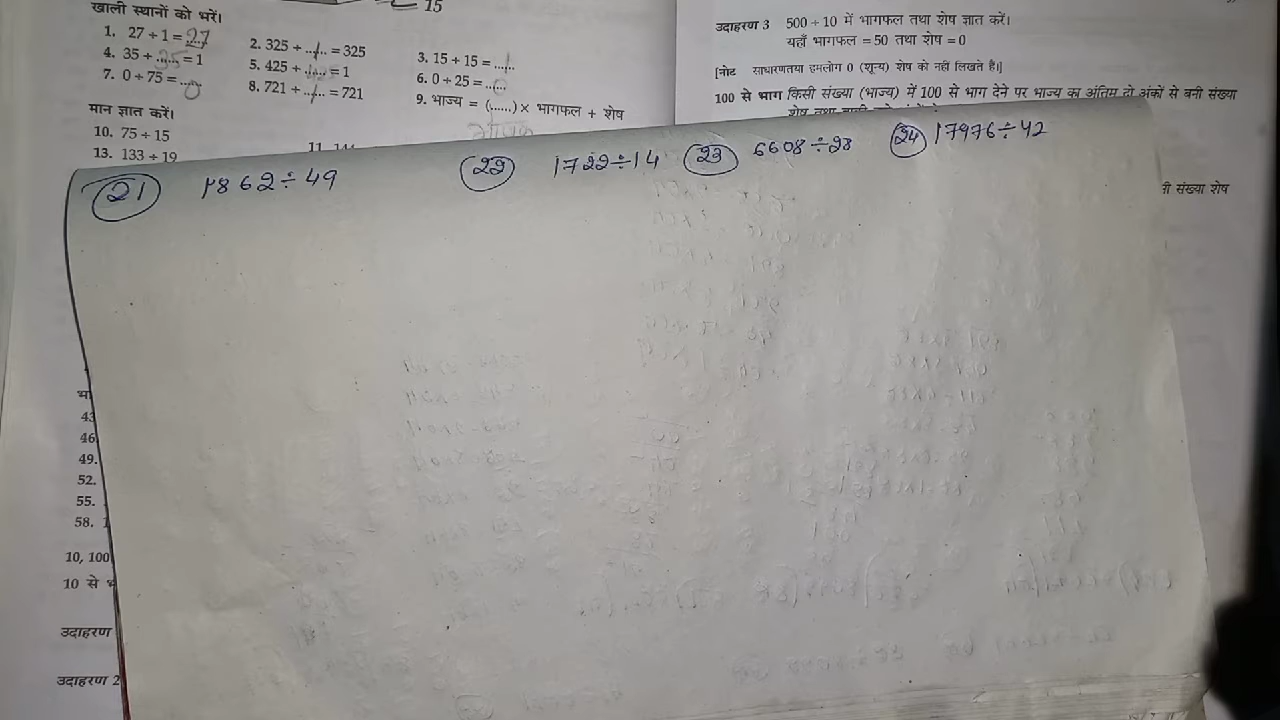 15
खाली स्थानों को भरें।
1. 27 ÷ 1 = 27
2. 325 ÷ ..1.. = 325
3. 15 ÷ 15 = ..1..
4. 35 ÷ ..35.. = 1
5. 425 ÷ ...... = 1
6. 0 ÷ 25 = ..0..
7. 0 ÷ 75 = ..0..
8. 721 ÷ ..1.. = 721
9. भाज्य = (......) × भागफल + शेष
भाजक
मान ज्ञात करें।
10. 75 ÷ 15
11.
13. 133 ÷ 19
उदाहरण 3 500 ÷ 10 में भागफल तथा शेष ज्ञात करें।
यहाँ भागफल = 50 तथा शेष = 0
[नोट साधारणतया हमलोग 0 (शून्य) शेष को नहीं लिखते हैं।]
100 से भाग किसी संख्या (भाज्य) में 100 से भाग देने पर भाज्य का अंतिम दो अंकों से बनी संख्या
संख्या शेष
(21) 1862 ÷ 49 (22) 1722 ÷ 14 (23) 6608 ÷ 28 (24) 17976 ÷ 42
43
46
49.
52.
55.
58. 1
10, 100
10 से
उदाहरण
उदाहरण 2